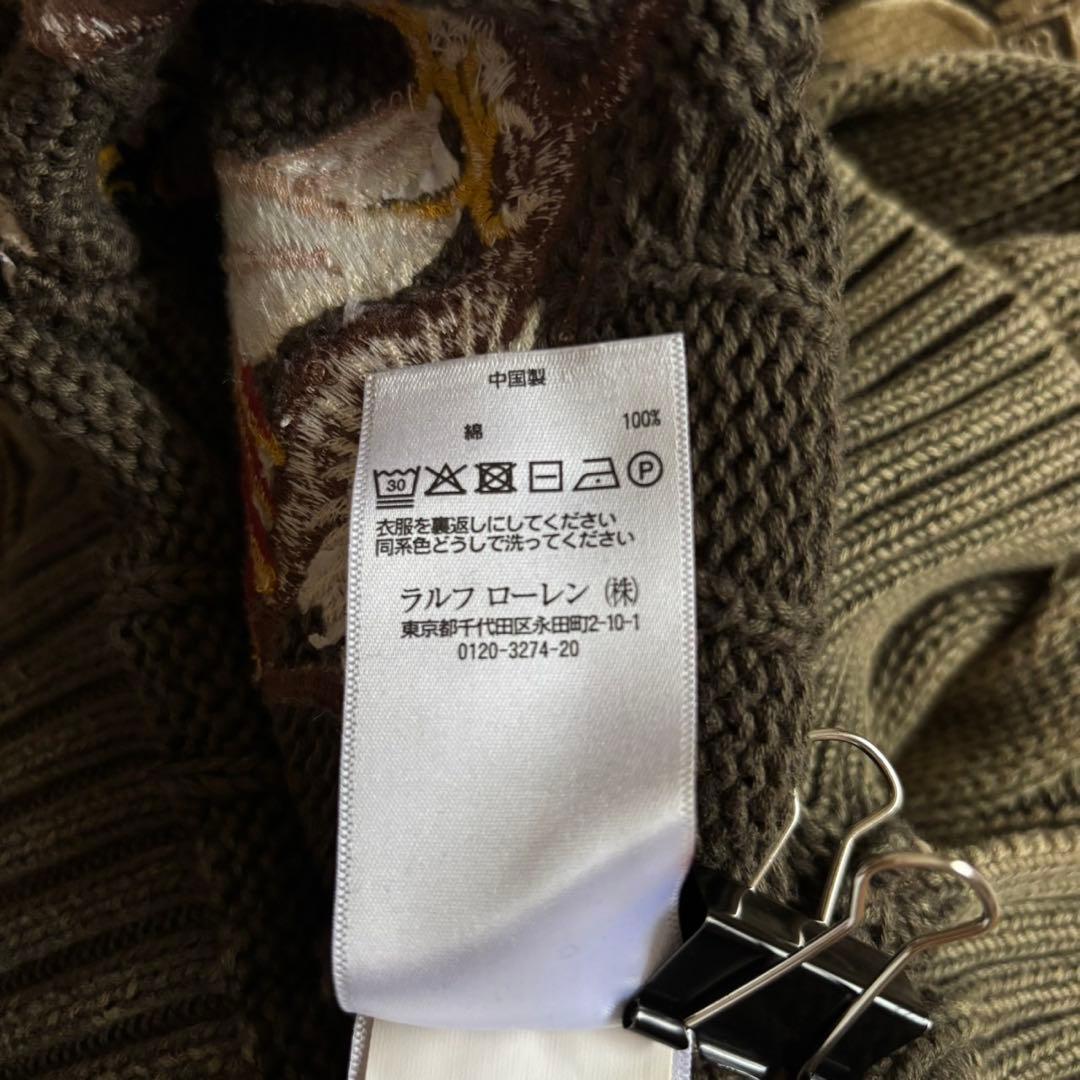 中国製
綿 100%
30 P
衣服を裏返しにしてください
同系色どうしで洗ってください
ラルフ ローレン (株)
東京都千代田区永田町2-10-1
0120-3274-20